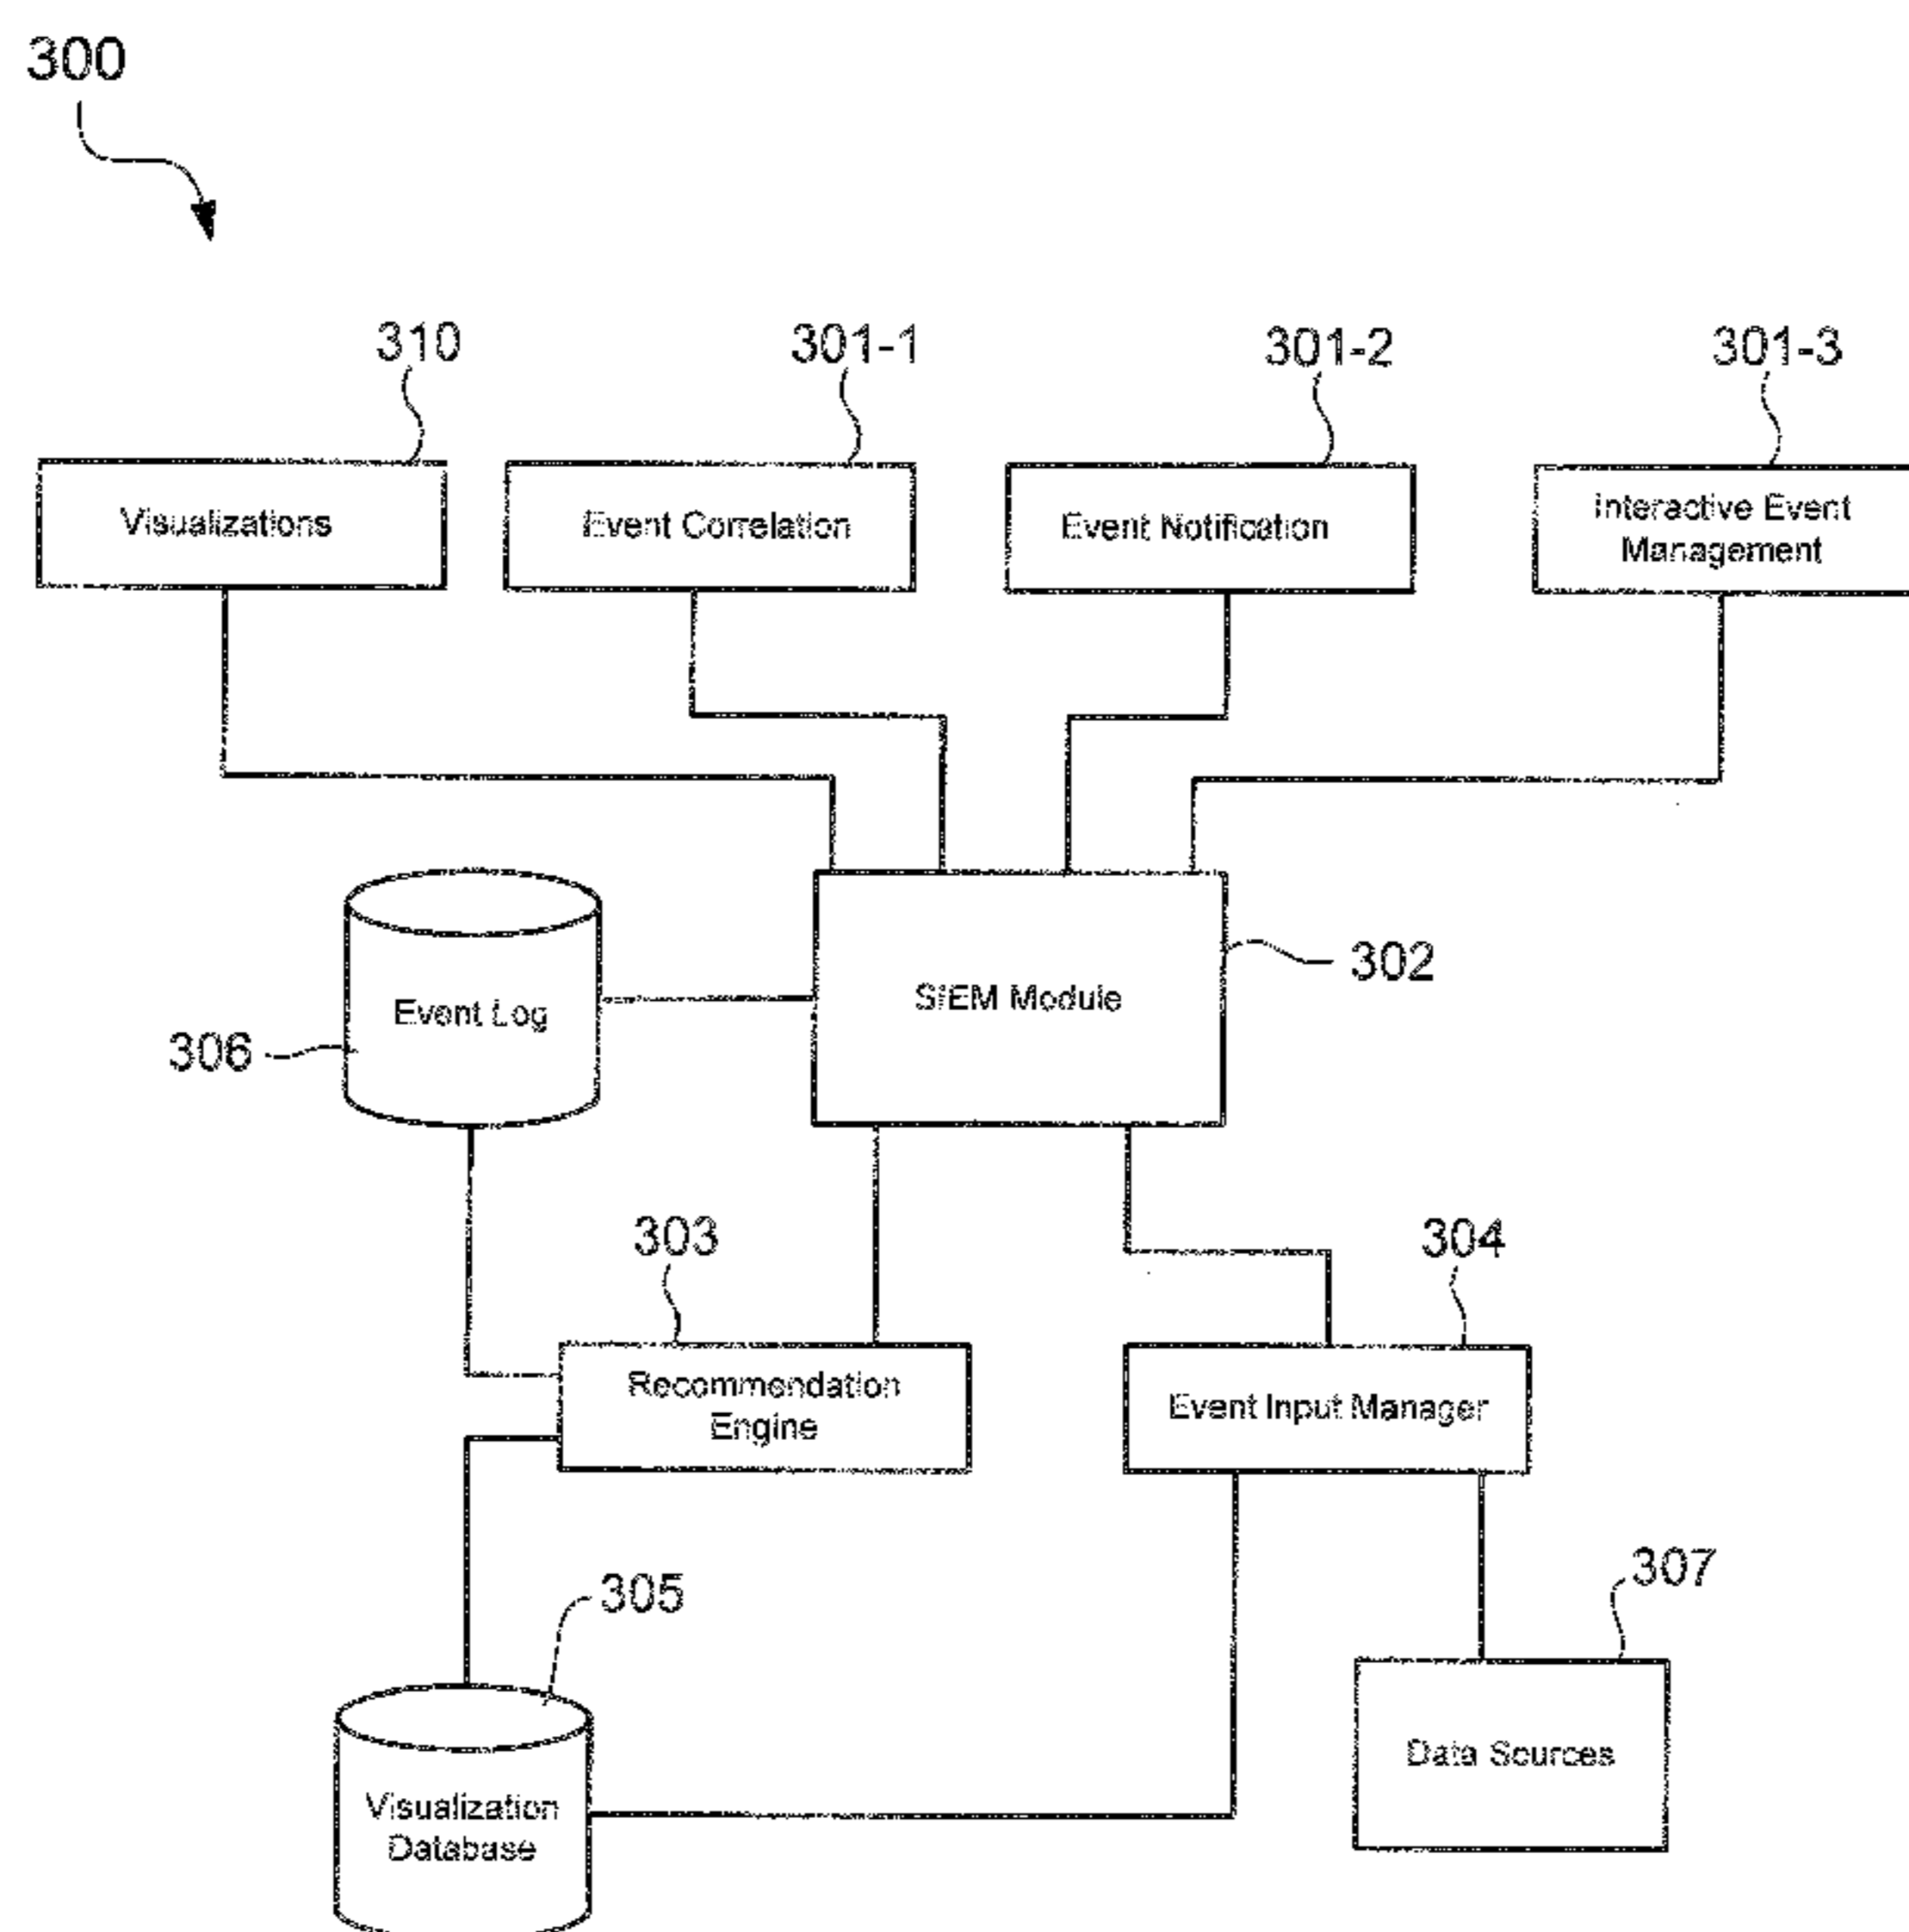 300
310
301-1
301-2
301-3
Visualizations
Event Correlation
Event Notification
Interactive Event
Management
302
SIEM Module
Event Log
306
303
304
Recommendation
Engine
Event Input Manager
305
307
Data Sources
Visualization
Database